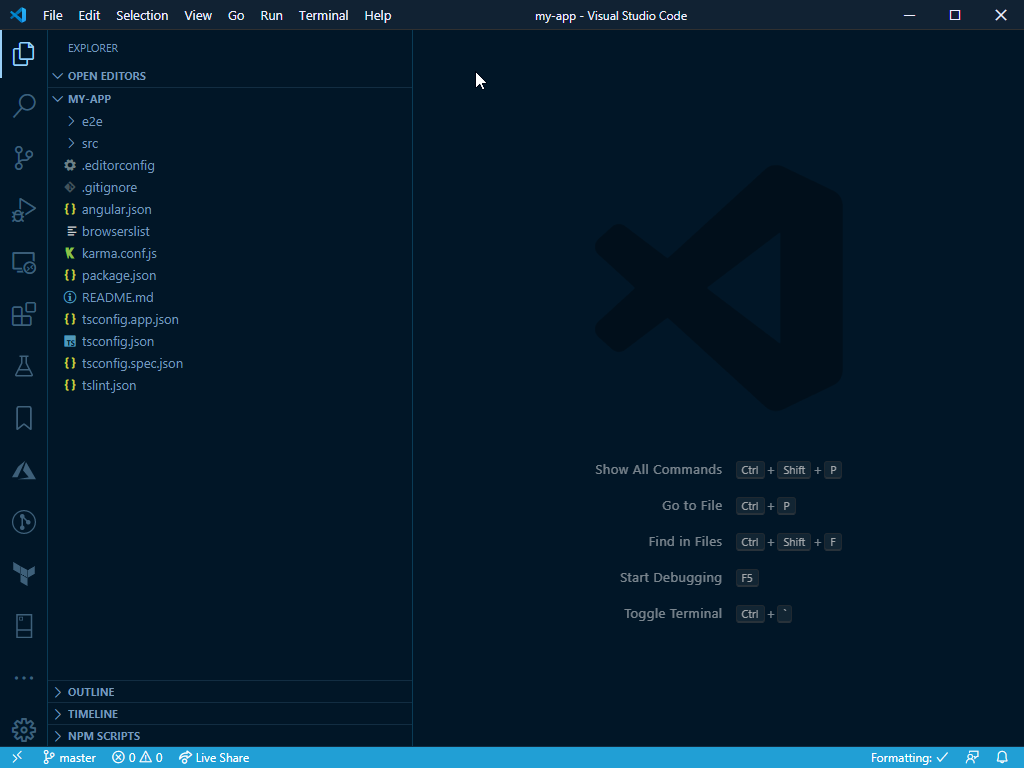 File Edit Selection View Go Run Terminal Help my-app - Visual Studio Code
EXPLORER
OPEN EDITORS
MY-APP
e2e
src
.editorconfig
.gitignore
{} angular.json
browserslist
karma.conf.js
{} package.json
README.md
{} tsconfig.app.json
TS tsconfig.json
{} tsconfig.spec.json
{} tslint.json
Show All Commands Ctrl + Shift + P
Go to File Ctrl + P
Find in Files Ctrl + Shift + F
Start Debugging F5
Toggle Terminal Ctrl + `
OUTLINE
TIMELINE
NPM SCRIPTS
master 0 0 Live Share Formatting: ✓